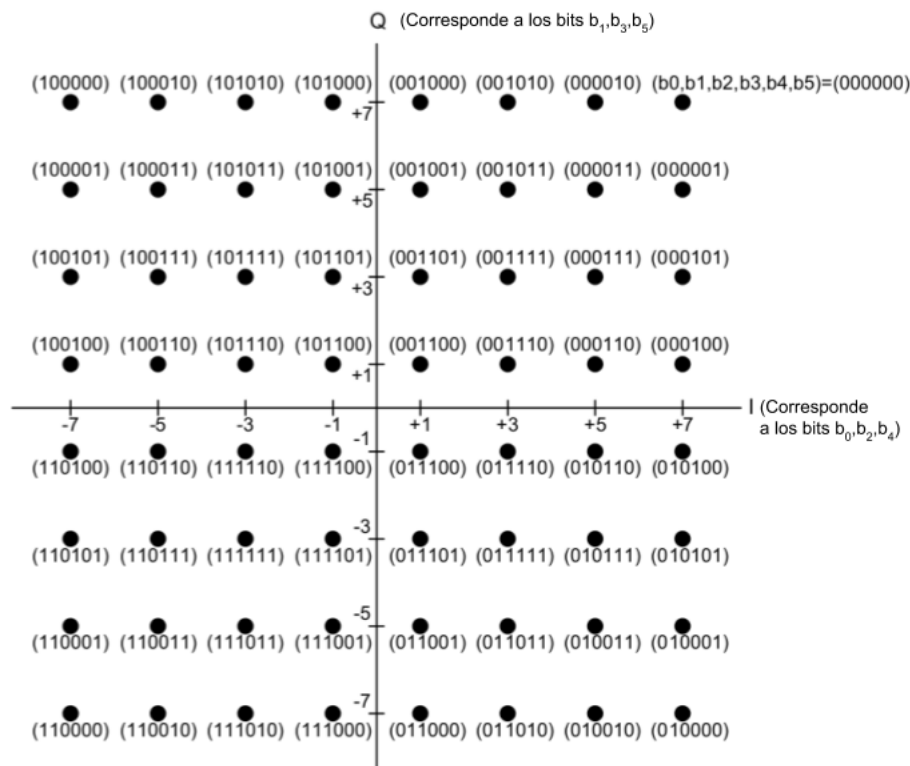 Q (Corresponde a los bits b1,b3,b5)
(100000) (100010) (101010) (101000) (001000) (001010) (000010) (b0,b1,b2,b3,b4,b5)=(000000)
+7
(100001) (100011) (101011) (101001) (001001) (001011) (000011) (000001)
+5
(100101) (100111) (101111) (101101) (001101) (001111) (000111) (000101)
+3
(100100) (100110) (101110) (101100) (001100) (001110) (000110) (000100)
+1
I (Corresponde
a los bits b0,b2,b4)
-7 -5 -3 -1 +1 +3 +5 +7
-1
(110100) (110110) (111110) (111100) (011100) (011110) (010110) (010100)
-3
(110101) (110111) (111111) (111101) (011101) (011111) (010111) (010101)
-5
(110001) (110011) (111011) (111001) (011001) (011011) (010011) (010001)
-7
(110000) (110010) (111010) (111000) (011000) (011010) (010010) (010000)